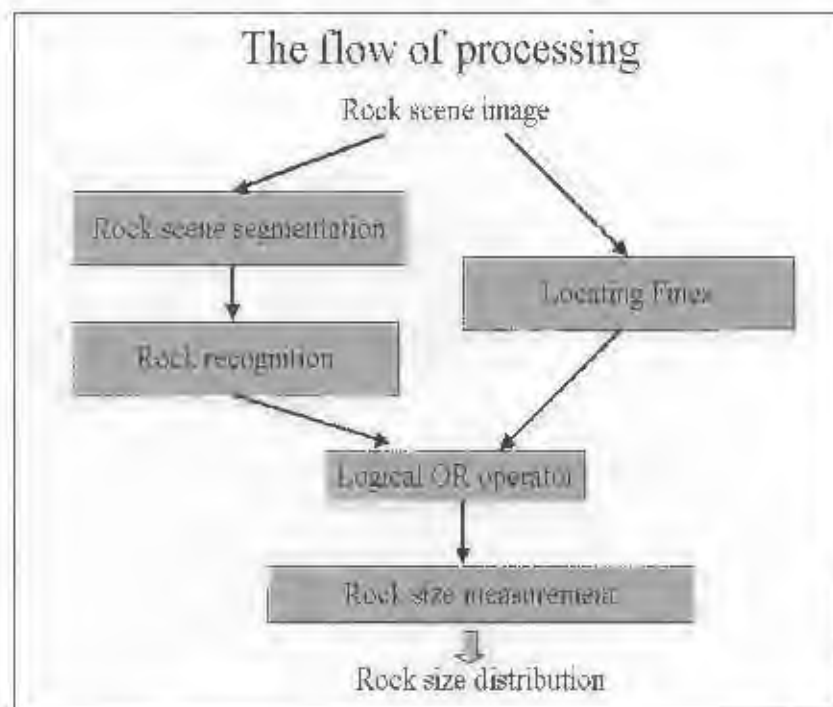 The flow of processing
Rock scene image
Rock scene segmentation
Locating Fines
Rock recognition
Logical OR operator
Rock size measurement
Rock size distribution